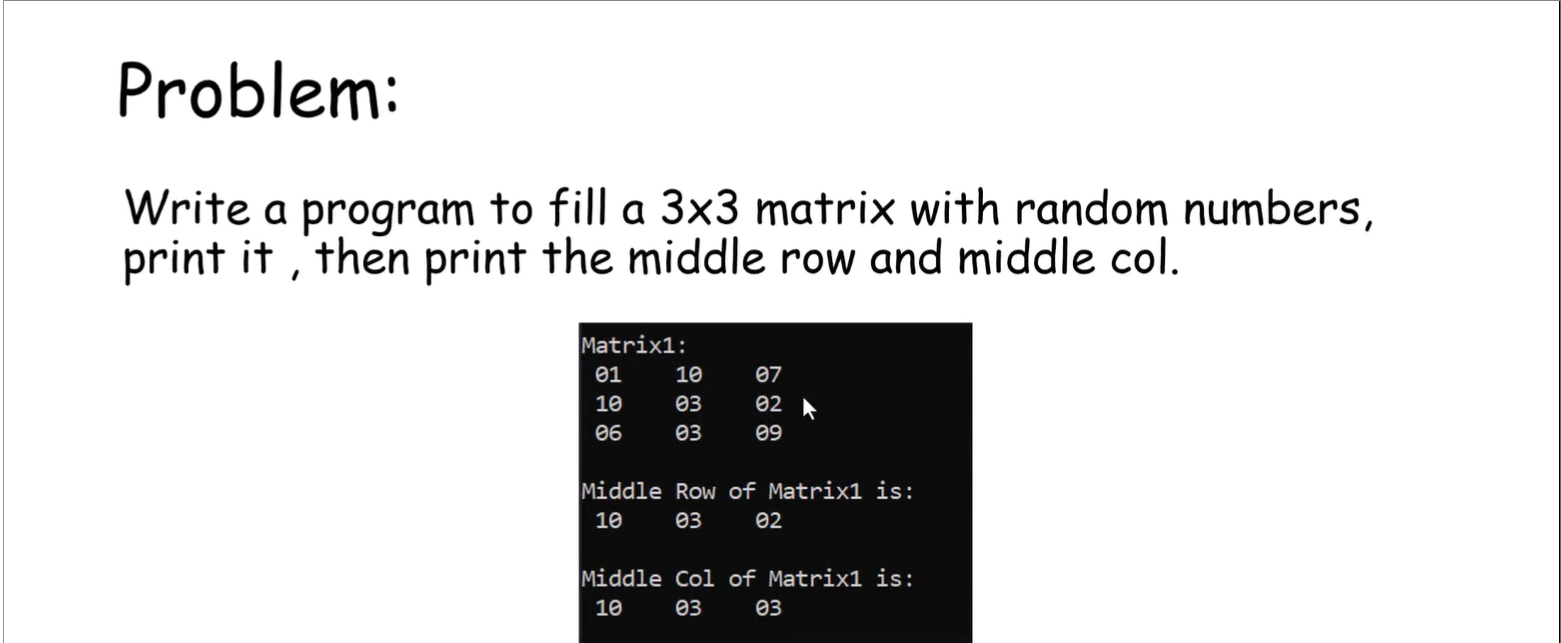 Problem:
Write a program to fill a 3x3 matrix with random numbers,
print it , then print the middle row and middle col.
Matrix1:
01 10 07
10 03 02
06 03 09
Middle Row of Matrix1 is:
10 03 02
Middle Col of Matrix1 is:
10 03 03